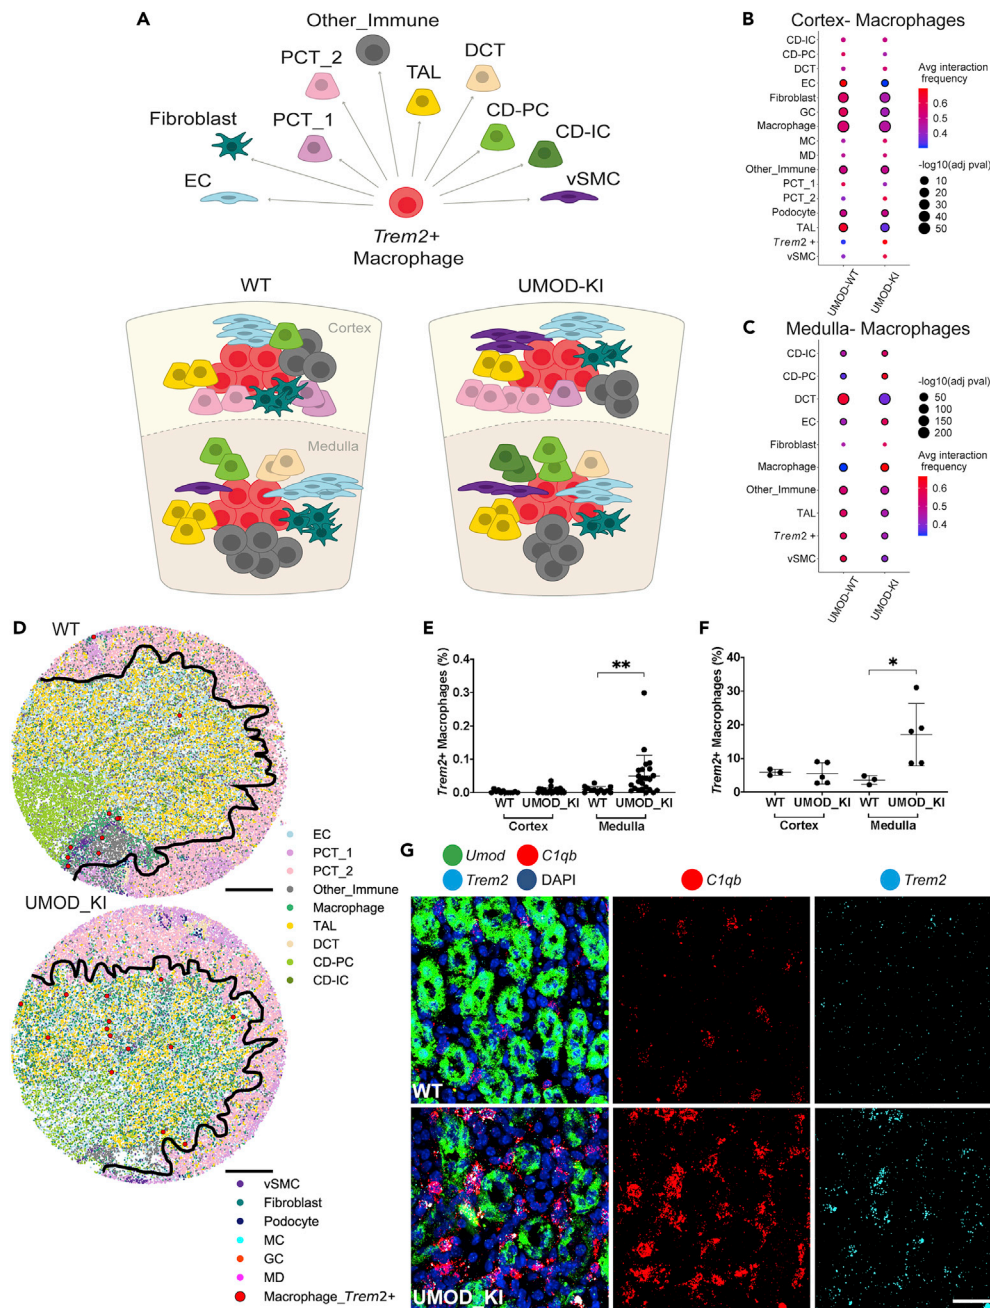 A
Other_Immune
PCT_2
DCT
TAL
Fibroblast
PCT_1
CD-PC
CD-IC
EC
vSMC
Trem2+
Macrophage
WT
UMOD-KI
Cortex
Medulla
B
Cortex- Macrophages
CD-IC
CD-PC
DCT
EC
Fibroblast
GC
Macrophage
MC
MD
Other_Immune
PCT_1
PCT_2
Podocyte
TAL
Trem2 +
vSMC
UMOD-WT
UMOD-KI
Avg interaction
frequency
0.6
0.5
0.4
-log10(adj pval)
10
20
30
40
50
C
Medulla- Macrophages
CD-IC
CD-PC
DCT
EC
Fibroblast
Macrophage
Other_Immune
TAL
Trem2 +
vSMC
UMOD-WT
UMOD-KI
-log10(adj pval)
50
100
150
200
Avg interaction
frequency
0.6
0.5
0.4
D
WT
EC
PCT_1
PCT_2
Other_Immune
Macrophage
TAL
DCT
CD-PC
CD-IC
UMOD_KI
vSMC
Fibroblast
Podocyte
MC
GC
MD
Macrophage_Trem2+
E
Trem2+ Macrophages (%)
0.4
0.3
0.2
0.1
0.0
**
WT
UMOD_KI
WT
UMOD_KI
Cortex
Medulla
F
Trem2+ Macrophages (%)
40
30
20
10
0
*
WT
UMOD_KI
WT
UMOD_KI
Cortex
Medulla
G
Umod
C1qb
Trem2
DAPI
C1qb
Trem2
WT
UMOD_KI